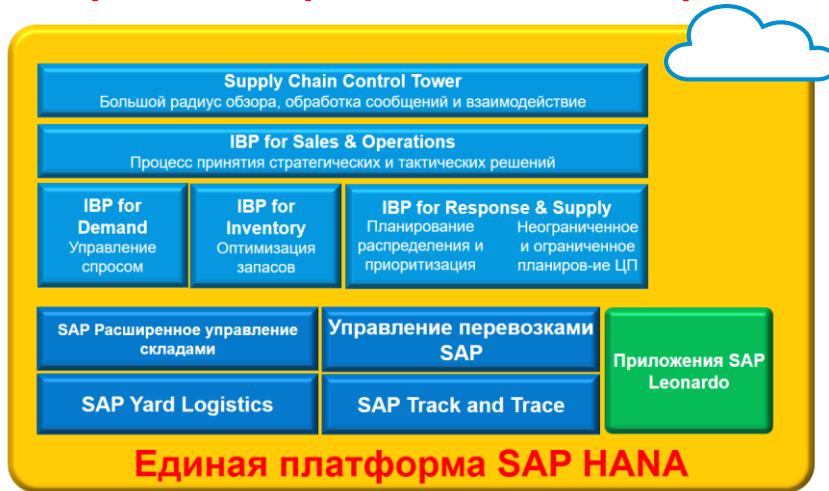 Supply Chain Control Tower
Большой радиус обзора, обработка сообщений и взаимодействие
IBP for Sales & Operations
Процесс принятия стратегических и тактических решений
IBP for
Demand
Управление
спросом
IBP for
Inventory
Оптимизация
запасов
IBP for Response & Supply
Планирование
распределения и
приоритизация
Неограниченное
и ограниченное
планиров-ие ЦП
SAP Расширенное управление
складами
Управление перевозками
SAP
SAP Yard Logistics
SAP Track and Trace
Приложения SAP
Leonardo
Единая платформа SAP HANA